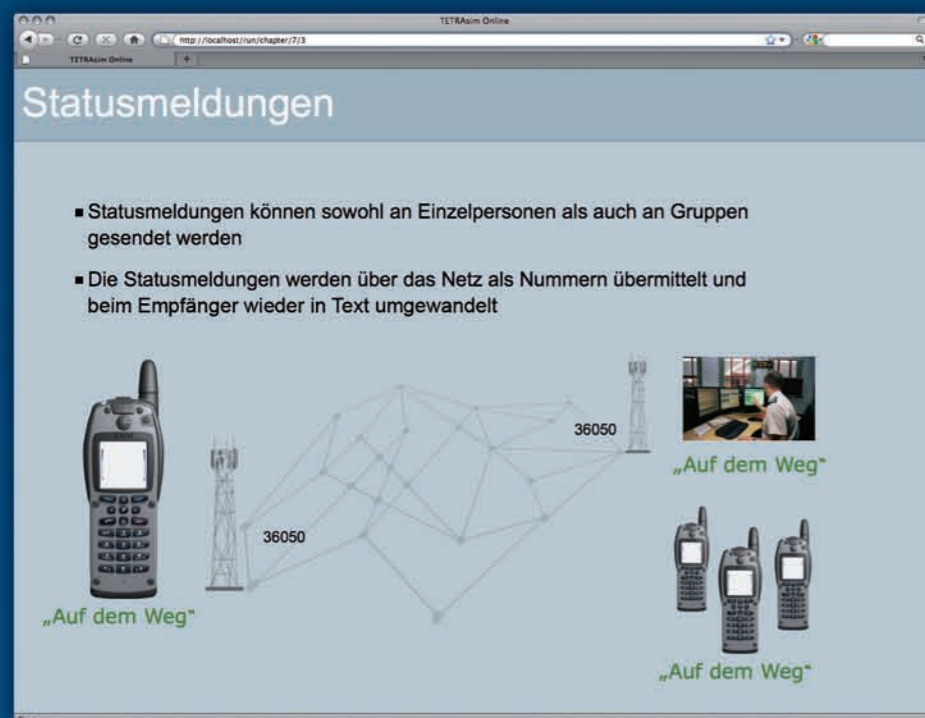 TETRAsim Online
http://localhost/run/chapter/7/3
TETRAsim Online
Statusmeldungen
Statusmeldungen können sowohl an Einzelpersonen als auch an Gruppen
gesendet werden
Die Statusmeldungen werden über das Netz als Nummern übermittelt und
beim Empfänger wieder in Text umgewandelt
36050
„Auf dem Weg“
36050
„Auf dem Weg“
„Auf dem Weg“